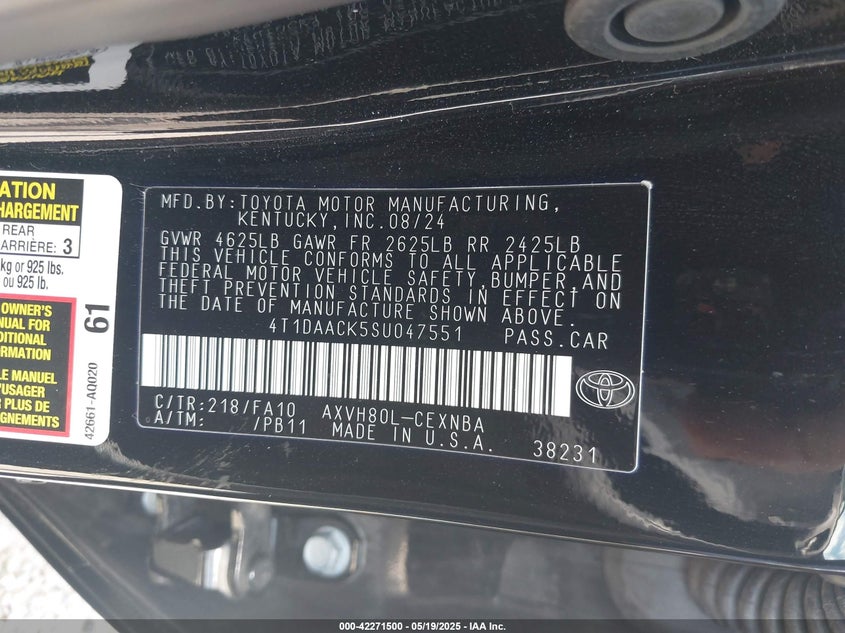 ATION
CHARGEMENT
REAR
ARRIÈRE: 3
kg or 925 lbs.
ou 925 lb.
OWNER'S
NUAL FOR
DITIONAL
ORMATION
LE MANUEL
'USAGER
R PLUS DE
IGNEMENTS
61
42661-AQ020
MFD.BY:TOYOTA MOTOR MANUFACTURING,
KENTUCKY, INC.08/24
GVWR 4625LB GAWR FR 2625LB RR 2425LB
THIS VEHICLE CONFORMS TO ALL APPLICABLE
FEDERAL MOTOR VEHICLE SAFETY, BUMPER, AND
THEFT PREVENTION STANDARDS IN EFFECT ON
THE DATE OF MANUFACTURE SHOWN ABOVE.
4T1DAACK5SU047551 PASS.CAR
C/TR:218/FA10 AXVH80L-CEXNBA
A/TM: /PB11 MADE IN U.S.A. 38231
000-42271500 / 05/19/2025 - IAA Inc.